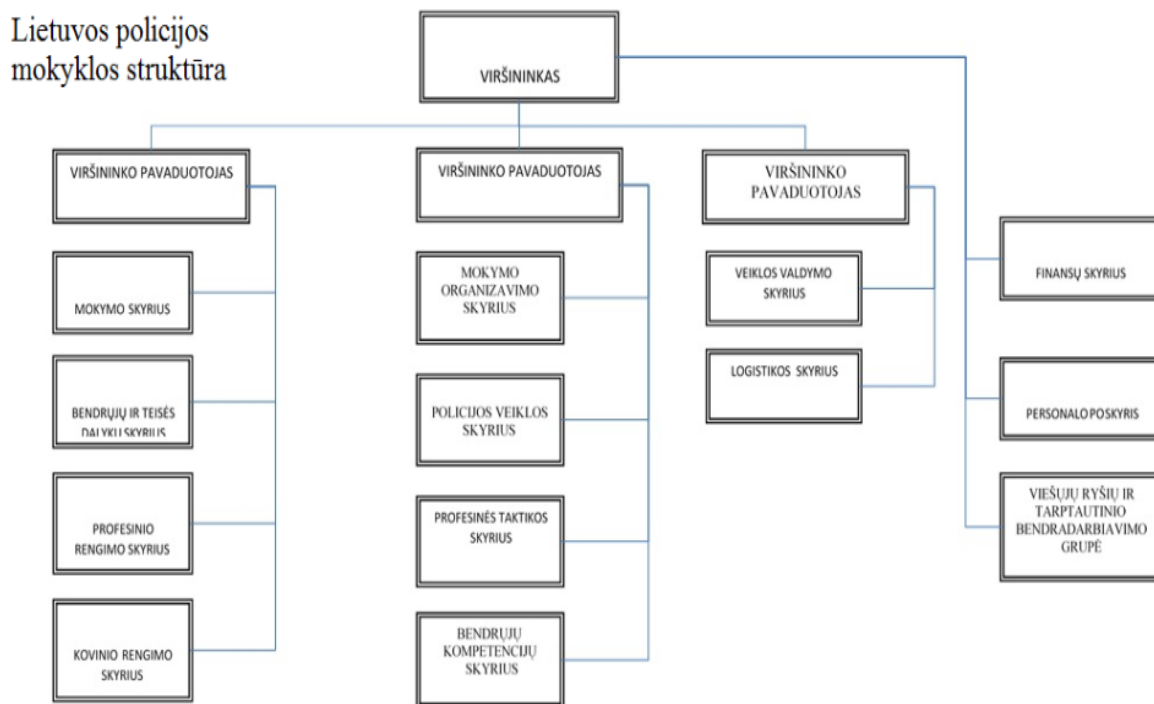 Lietuvos policijos
mokyklos struktūra
VIRŠININKAS
VIRŠININKO PAVADUOTOJAS
MOKYMO SKYRIUS
BENDRŲJŲ IR TEISĖS
DALYKŲ SKYRIUS
PROFESINIO
RENGIMO SKYRIUS
KOVINIO RENGIMO
SKYRIUS
VIRŠININKO PAVADUOTOJAS
MOKYMO
ORGANIZAVIMO
SKYRIUS
POLICIJOS VEIKLOS
SKYRIUS
PROFESINĖS TAKTIKOS
SKYRIUS
BENDRŲJŲ
KOMPETENCIJŲ
SKYRIUS
VIRŠININKO
PAVADUOTOJAS
VEIKLOS VALDYMO
SKYRIUS
LOGISTIKOS SKYRIUS
FINANSŲ SKYRIUS
PERSONALO POSKYRIS
VIEŠŲJŲ RYŠIŲ IR
TARPTAUTINIO
BENDRADARBIAVIMO
GRUPĖ